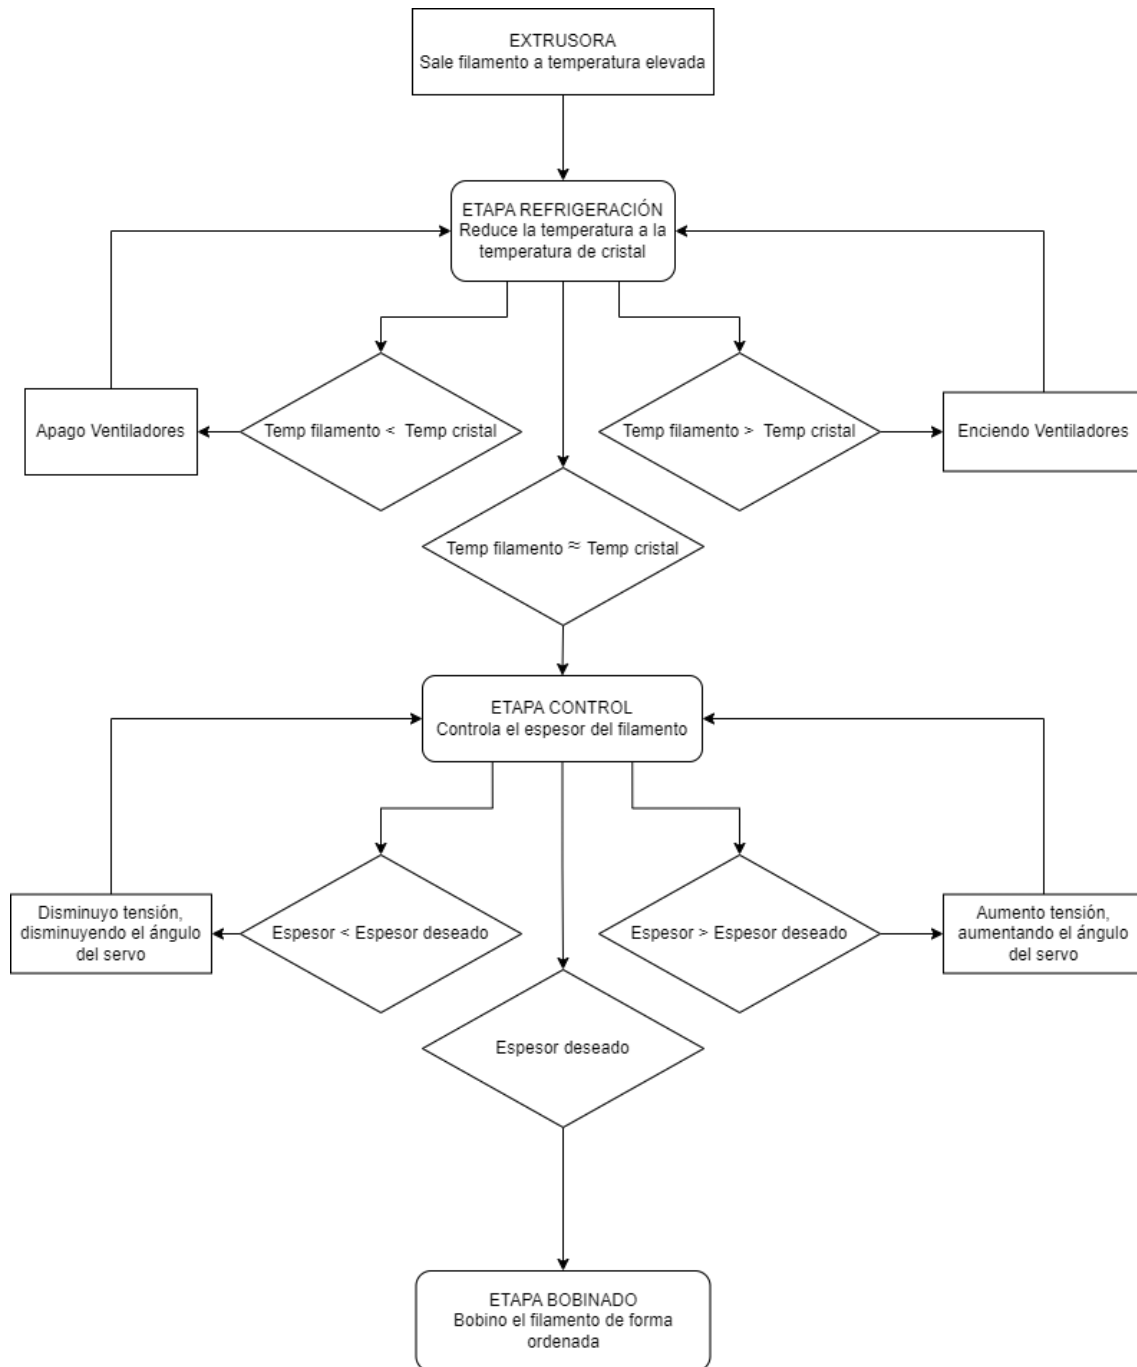 EXTRUSORA
Sale filamento a temperatura elevada
ETAPA REFRIGERACIÓN
Reduce la temperatura a la
temperatura de cristal
Apago Ventiladores
Temp filamento < Temp cristal
Temp filamento > Temp cristal
Enciendo Ventiladores
Temp filamento ≈ Temp cristal
ETAPA CONTROL
Controla el espesor del filamento
Disminuyo tensión,
disminuyendo el ángulo
del servo
Espesor < Espesor deseado
Espesor > Espesor deseado
Aumento tensión,
aumentando el ángulo
del servo
Espesor deseado
ETAPA BOBINADO
Bobino el filamento de forma
ordenada